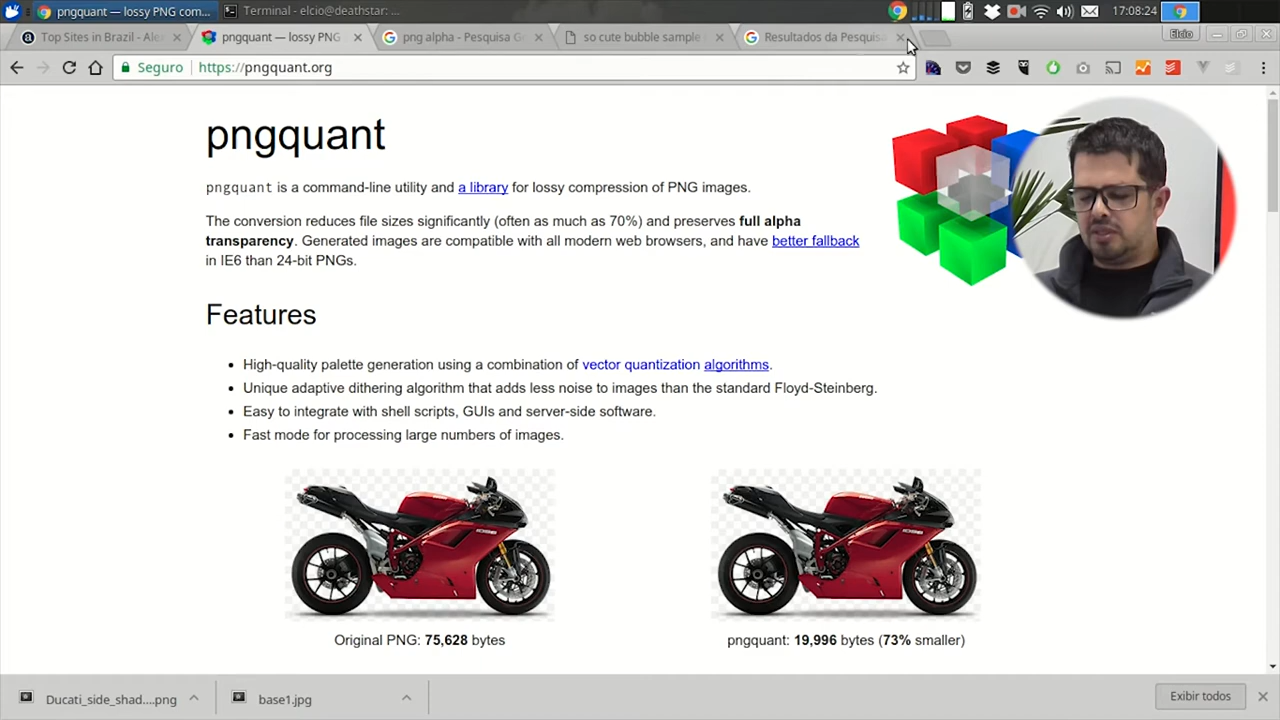 pngquant — lossy PNG com...
Terminal - elcio@deathstar: ...
17:08:24
Top Sites in Brazil - Ale
pngquant — lossy PNG
png alpha - Pesquisa G
so cute bubble sample
Resultados da Pesquisa
Elcio
Seguro
https://pngquant.org
pngquant
pngquant is a command-line utility and a library for lossy compression of PNG images.
The conversion reduces file sizes significantly (often as much as 70%) and preserves full alpha
transparency. Generated images are compatible with all modern web browsers, and have better fallback
in IE6 than 24-bit PNGs.
Features
• High-quality palette generation using a combination of vector quantization algorithms.
• Unique adaptive dithering algorithm that adds less noise to images than the standard Floyd-Steinberg.
• Easy to integrate with shell scripts, GUIs and server-side software.
• Fast mode for processing large numbers of images.
Original PNG: 75,628 bytes
pngquant: 19,996 bytes (73% smaller)
Ducati_side_shad....png
base1.jpg
Exibir todos